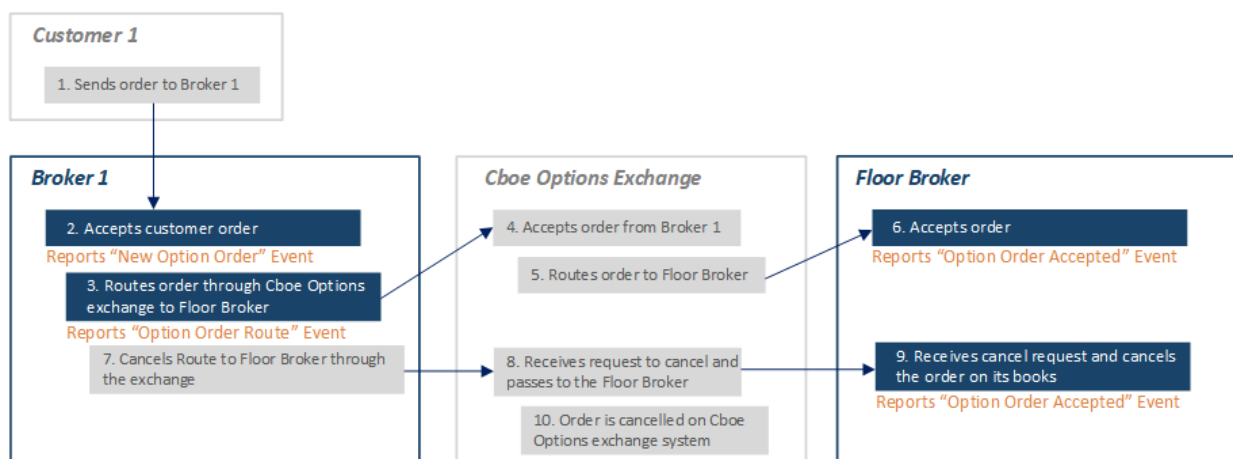 Customer 1
1. Sends order to Broker 1
Broker 1
2. Accepts customer order
Reports “New Option Order” Event
3. Routes order through Cboe Options
exchange to Floor Broker
Reports “Option Order Route” Event
7. Cancels Route to Floor Broker through
the exchange
Cboe Options Exchange
4. Accepts order from Broker 1
5. Routes order to Floor Broker
8. Receives request to cancel and
passes to the Floor Broker
10. Order is cancelled on Cboe
Options exchange system
Floor Broker
6. Accepts order
Reports “Option Order Accepted” Event
9. Receives cancel request and cancels
the order on its books
Reports “Option Order Accepted” Event